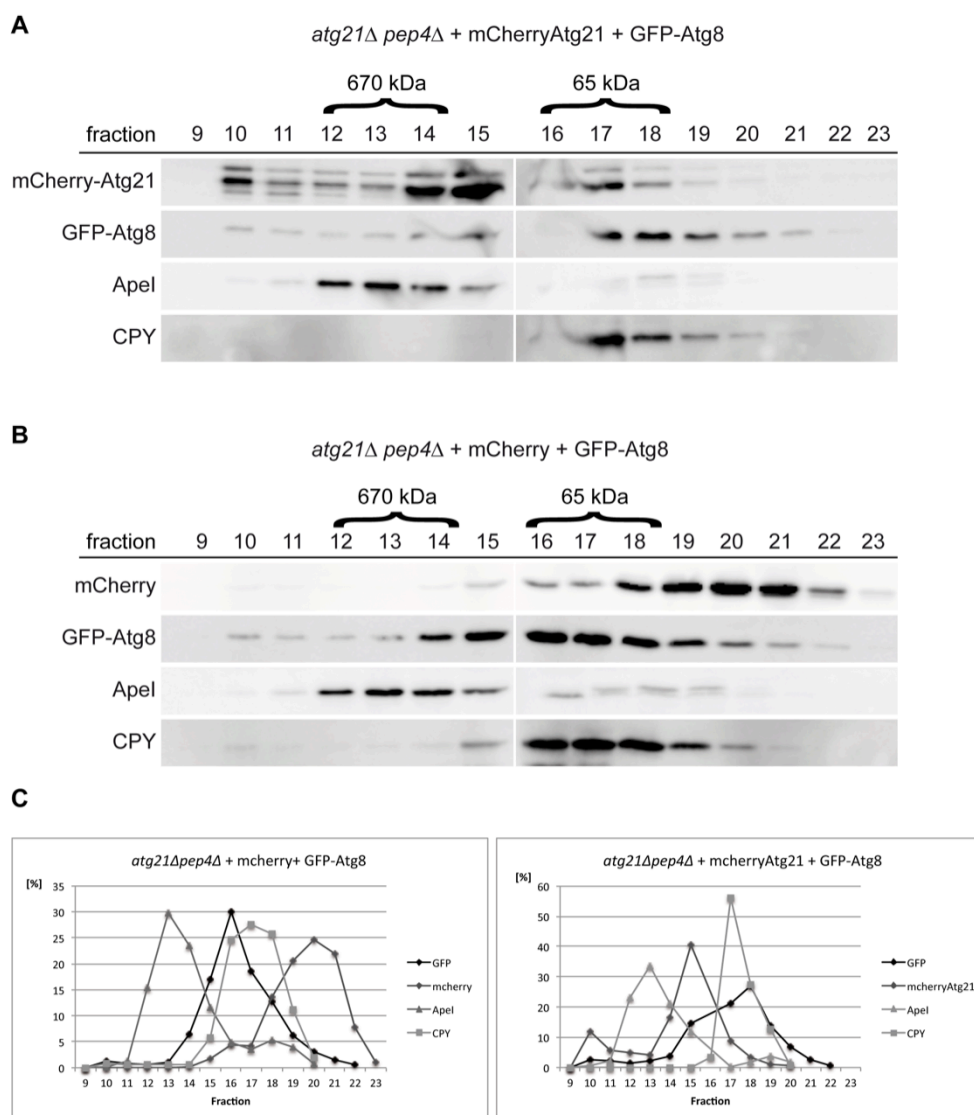 A
atg21Δ pep4Δ + mCherryAtg21 + GFP-Atg8
670 kDa 65 kDa
fraction 9 10 11 12 13 14 15 16 17 18 19 20 21 22 23
mCherry-Atg21
GFP-Atg8
ApeI
CPY
B
atg21Δ pep4Δ + mCherry + GFP-Atg8
670 kDa 65 kDa
fraction 9 10 11 12 13 14 15 16 17 18 19 20 21 22 23
mCherry
GFP-Atg8
ApeI
CPY
C
atg21Δpep4Δ + mcherry+ GFP-Atg8
[%]
35
30
25
20
15
10
5
0
9 10 11 12 13 14 15 16 17 18 19 20 21 22 23
Fraction
GFP
mcherry
ApeI
CPY
atg21Δpep4Δ + mcherryAtg21 + GFP-Atg8
[%]
60
50
40
30
20
10
0
9 10 11 12 13 14 15 16 17 18 19 20 21 22 23
Fraction
GFP
mcherryAtg21
ApeI
CPY